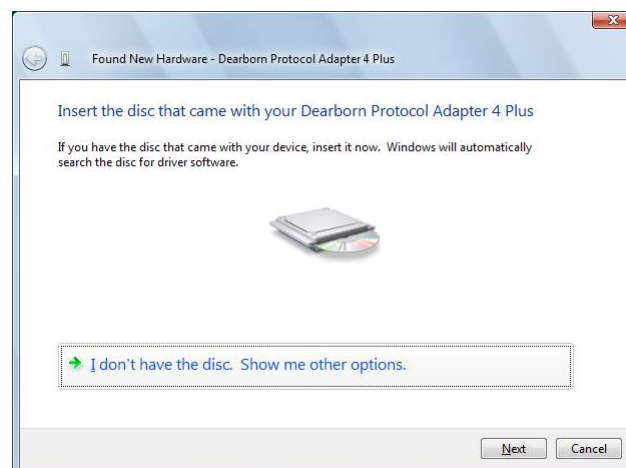 Found New Hardware - Dearborn Protocol Adapter 4 Plus
Insert the disc that came with your Dearborn Protocol Adapter 4 Plus
If you have the disc that came with your device, insert it now.  Windows will automatically
search the disc for driver software.
I don't have the disc.  Show me other options.
Next
Cancel